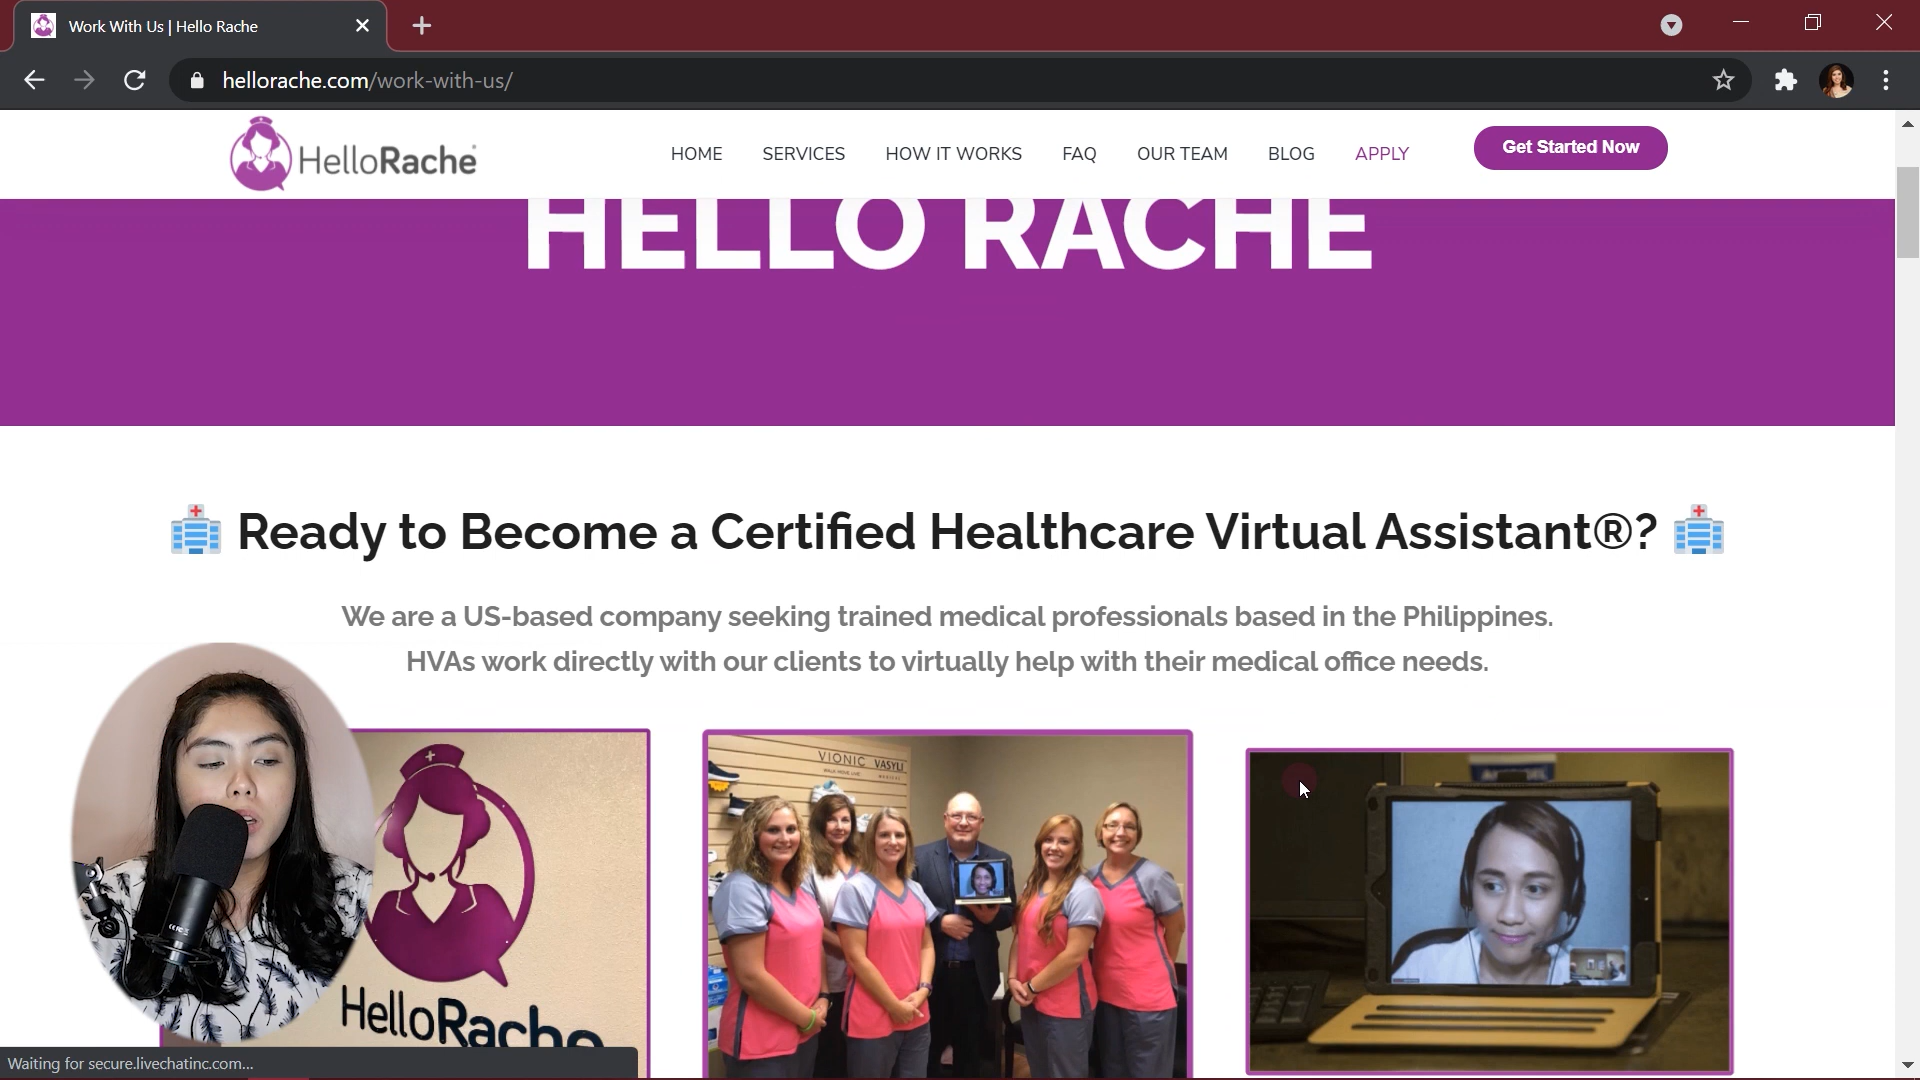 Work With Us | Hello Rache
hellorache.com/work-with-us/
HelloRache
HOME
SERVICES
HOW IT WORKS
FAQ
OUR TEAM
BLOG
APPLY
Get Started Now
HELLO RACHE
Ready to Become a Certified Healthcare Virtual Assistant®?
We are a US-based company seeking trained medical professionals based in the Philippines.
HVAs work directly with our clients to virtually help with their medical office needs.
VIONIC VASYLI
HelloRache
Waiting for secure.livechatinc.com...